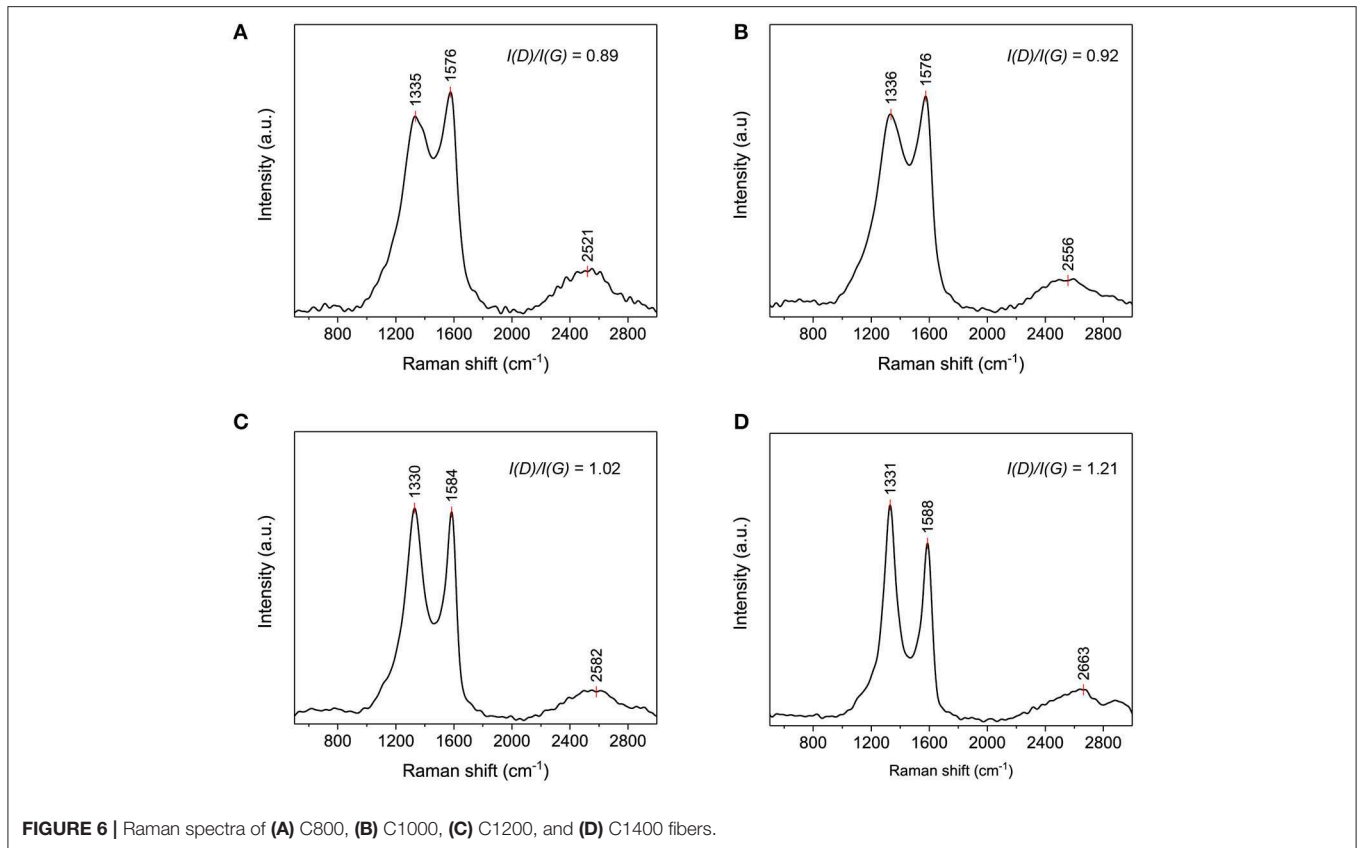 A
I(D)/I(G) = 0.89
1335
1576
2521
Intensity (a.u.)
800 1200 1600 2000 2400 2800
Raman shift (cm⁻¹)
B
I(D)/I(G) = 0.92
1336
1576
2556
Intensity (a.u)
800 1200 1600 2000 2400 2800
Raman shift (cm⁻¹)
C
I(D)/I(G) = 1.02
1330
1584
2582
Intensity (a.u.)
800 1200 1600 2000 2400 2800
Raman shift (cm⁻¹)
D
I(D)/I(G) = 1.21
1331
1588
2663
Intensity (a.u.)
800 1200 1600 2000 2400 2800
Raman shift (cm⁻¹)
FIGURE 6 | Raman spectra of (A) C800, (B) C1000, (C) C1200, and (D) C1400 fibers.